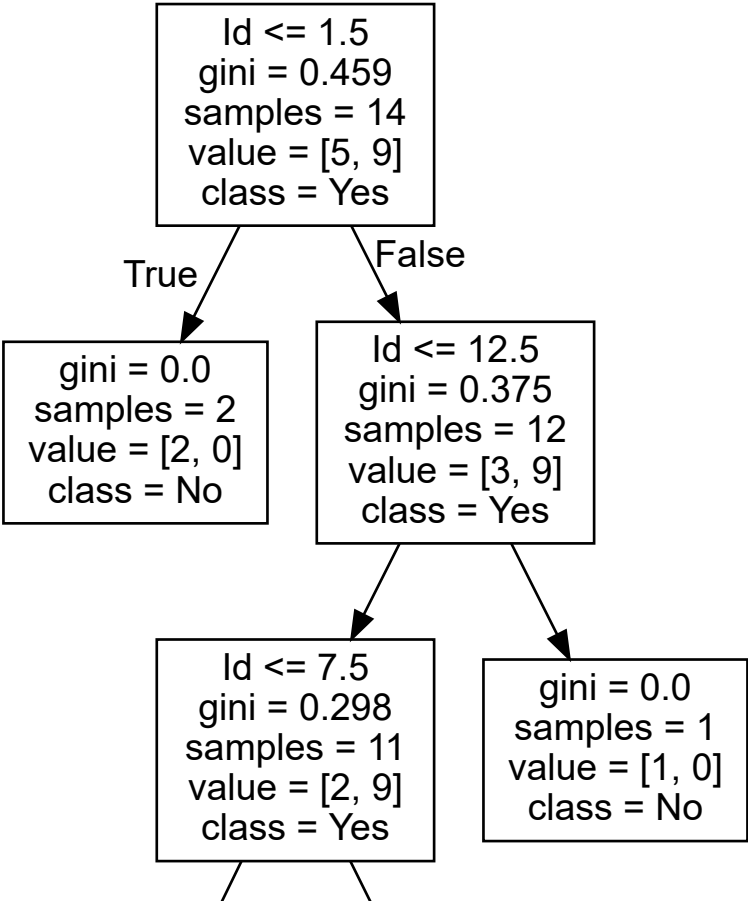 Id <= 1.5
gini = 0.459
samples = 14
value = [5, 9]
class = Yes
True
False
gini = 0.0
samples = 2
value = [2, 0]
class = No
Id <= 12.5
gini = 0.375
samples = 12
value = [3, 9]
class = Yes
Id <= 7.5
gini = 0.298
samples = 11
value = [2, 9]
class = Yes
gini = 0.0
samples = 1
value = [1, 0]
class = No